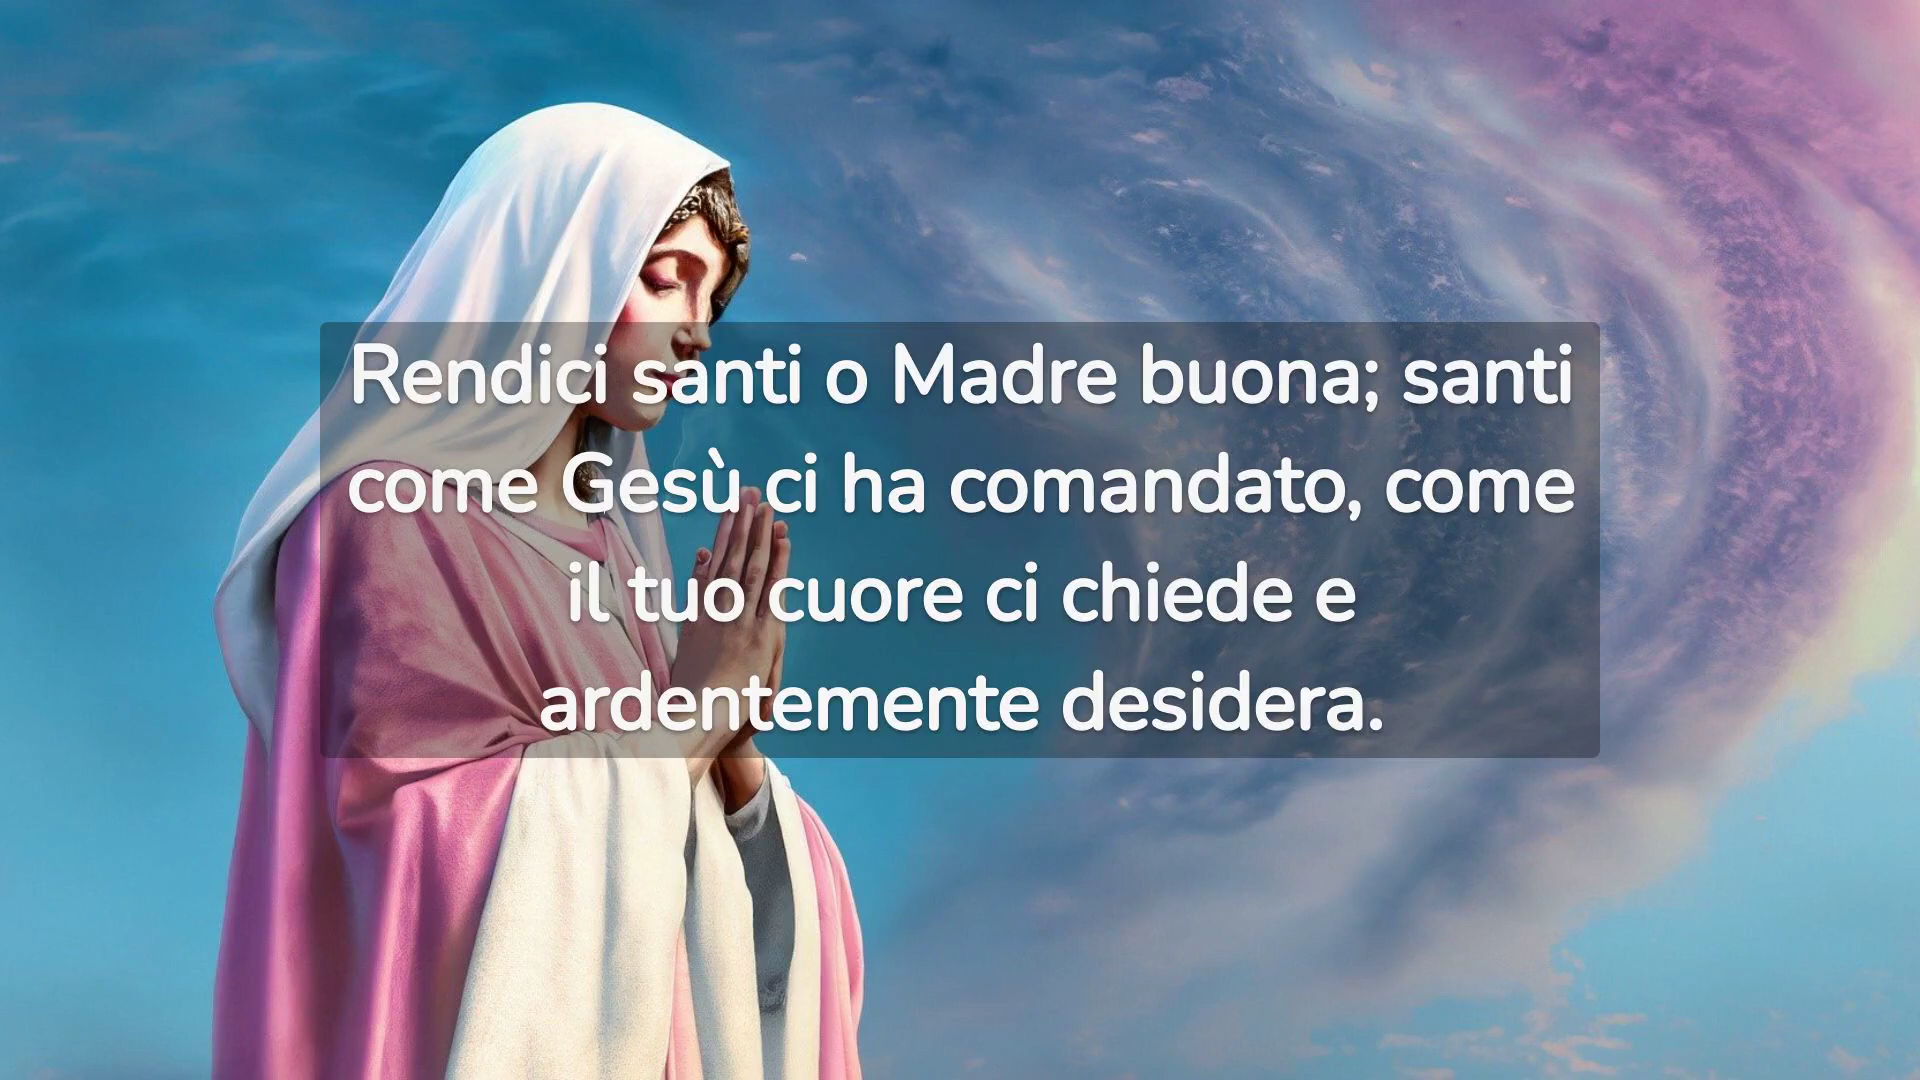 Rendici santi o Madre buona; santi
come Gesù ci ha comandato, come
il tuo cuore ci chiede e
ardentemente desidera.